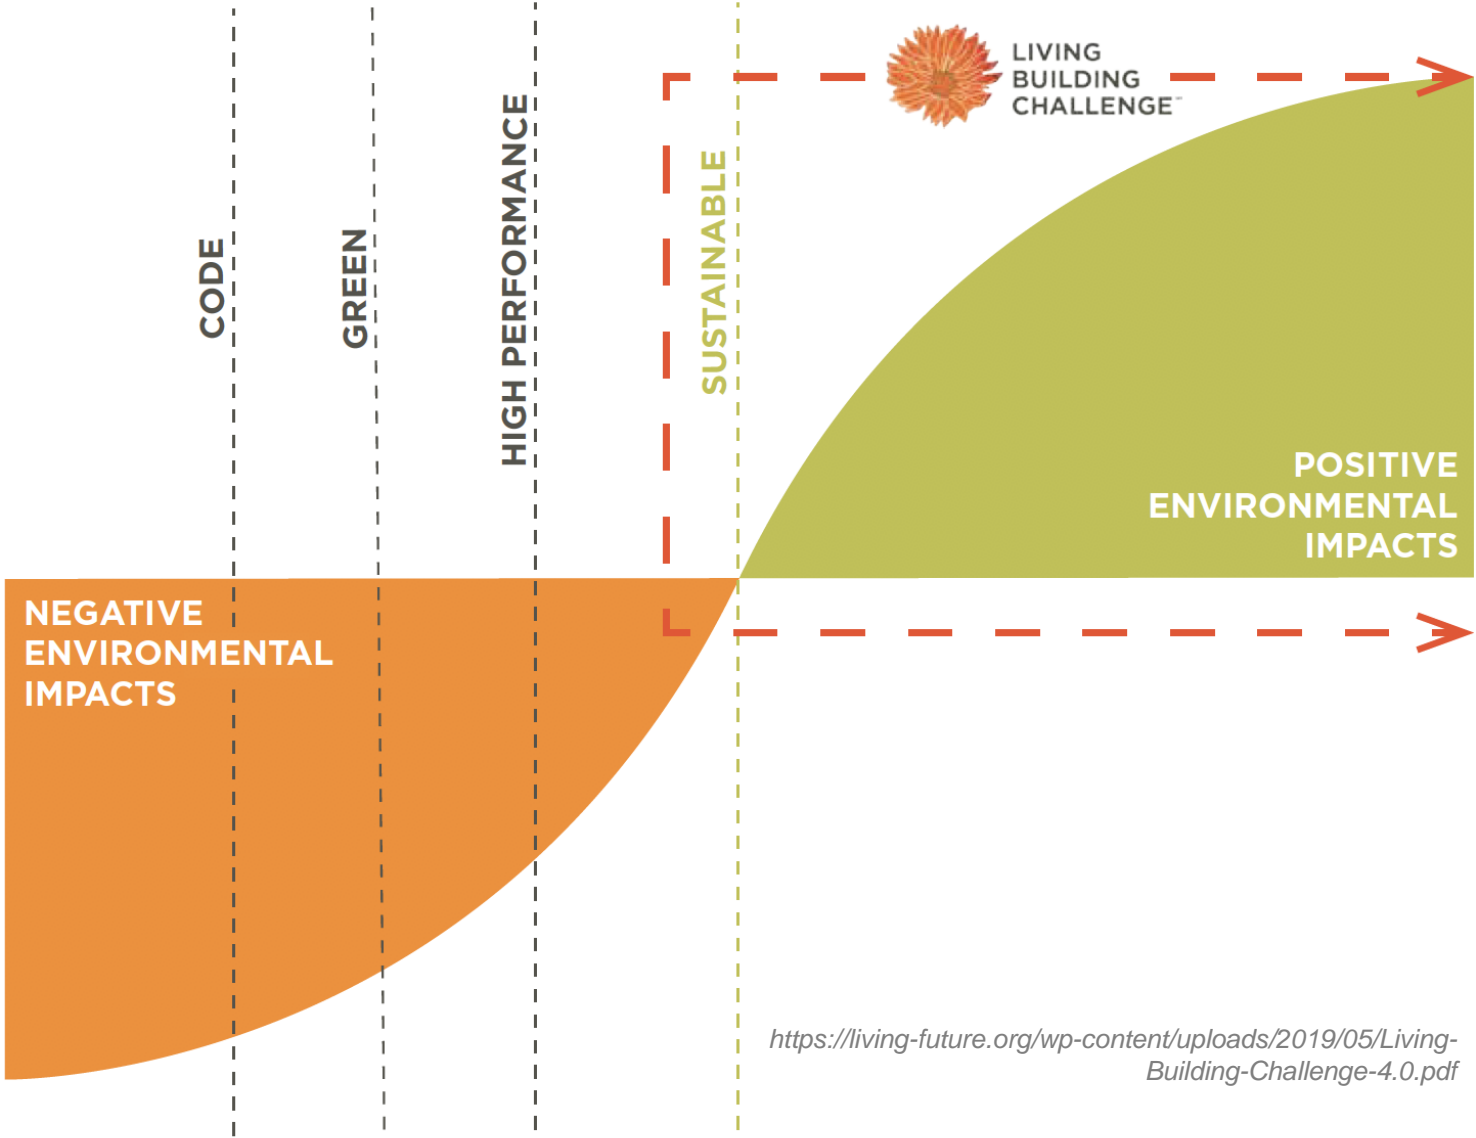 LIVING
BUILDING
CHALLENGE℠
CODE
GREEN
HIGH PERFORMANCE
SUSTAINABLE
POSITIVE
ENVIRONMENTAL
IMPACTS
NEGATIVE
ENVIRONMENTAL
IMPACTS
https://living-future.org/wp-content/uploads/2019/05/Living-
Building-Challenge-4.0.pdf